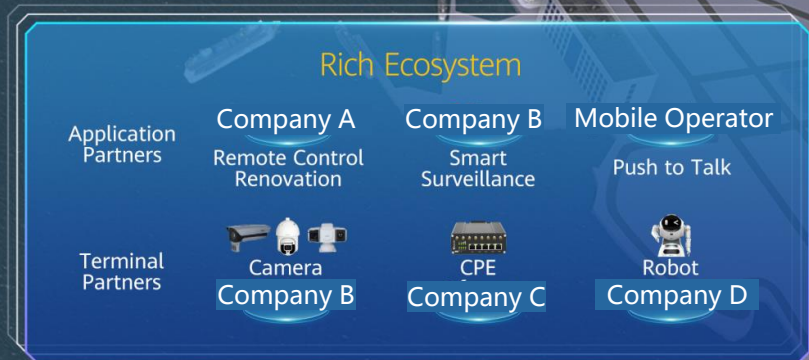 Rich Ecosystem
Application
Partners
Company A
Remote Control
Renovation
Company B
Smart
Surveillance
Mobile Operator
Push to Talk
Terminal
Partners
Camera
Company B
CPE
Company C
Robot
Company D